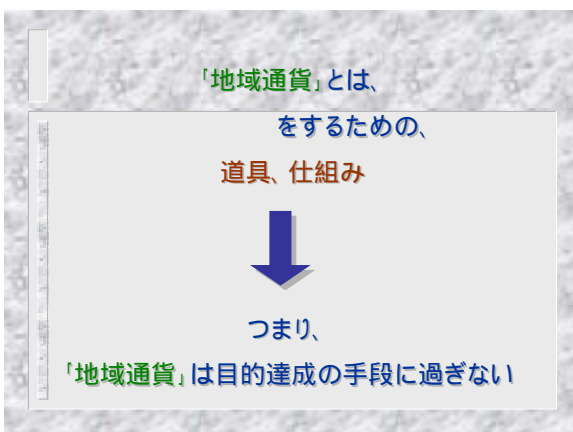 「地域通貨」とは、
をするための、
道具、仕組み
つまり、
「地域通貨」は目的達成の手段に過ぎない